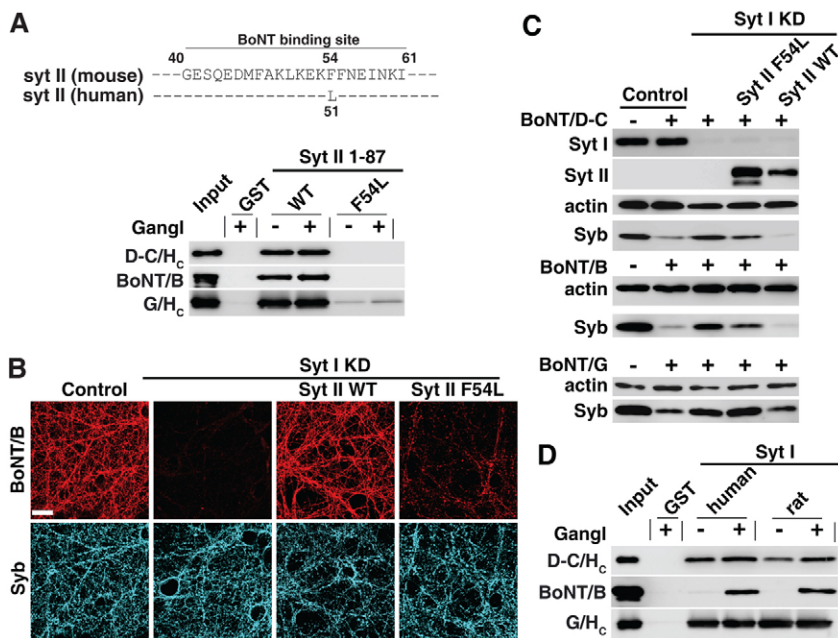 A
BoNT binding site
40 54 61
syt II (mouse) ---GESQEDMFAKLKEKFFNEINKI---
syt II (human) -----------------L-----------
51
Syt II 1-87
Input GST WT F54L
Gangl + - + - +
D-C/HC
BoNT/B
G/HC
B
Syt I KD
Control Syt II WT Syt II F54L
BoNT/B
Syb
C
Syt I KD
Control Syt II F54L Syt II WT
BoNT/D-C - + + + +
Syt I
Syt II
actin
Syb
BoNT/B - + + + +
actin
Syb
BoNT/G - + + + +
actin
Syb
D
Syt I
Input GST human rat
Gangl + - + - +
D-C/HC
BoNT/B
G/HC